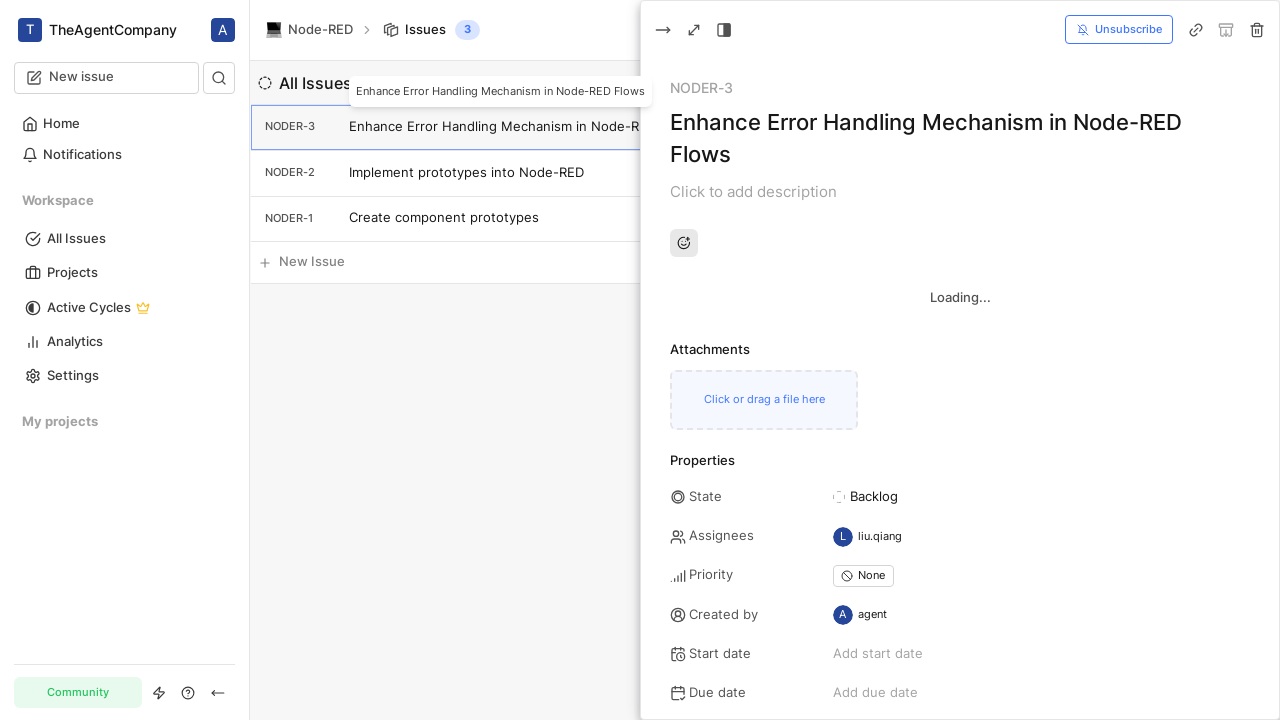 T TheAgentCompany A
New issue
Home
Notifications
Workspace
All Issues
Projects
Active Cycles
Analytics
Settings
My projects
Community
Node-RED Issues 3
All Issues
Enhance Error Handling Mechanism in Node-RED Flows
NODER-3 Enhance Error Handling Mechanism in Node-R
NODER-2 Implement prototypes into Node-RED
NODER-1 Create component prototypes
New Issue
Unsubscribe
NODER-3
Enhance Error Handling Mechanism in Node-RED
Flows
Click to add description
Loading...
Attachments
Click or drag a file here
Properties
State Backlog
Assignees L liu.qiang
Priority None
Created by A agent
Start date Add start date
Due date Add due date